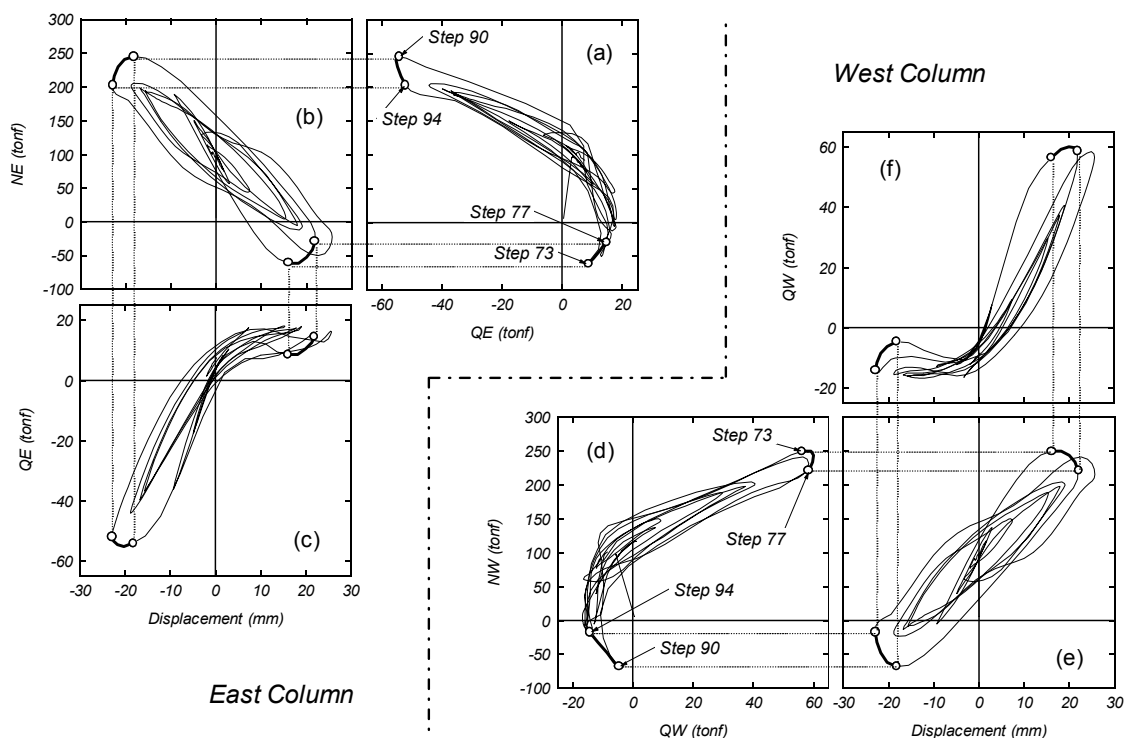 300
250
200
150
100
50
0
-50
-100
NE (tonf)
(b)
Step 90
(a)
Step 94
Step 77
Step 73
-60
-40
-20
0
20
QE (tonf)
West Column
20
0
-20
-40
-60
QE (tonf)
(c)
-30
-20
-10
0
10
20
30
Displacement (mm)
East Column
60
40
20
0
-20
QW (tonf)
(f)
300
250
200
150
100
50
0
-50
-100
NW (tonf)
(d)
Step 73
Step 77
Step 94
Step 90
-20
0
20
40
60
QW (tonf)
(e)
-30
-20
-10
0
10
20
30
Displacement (mm)